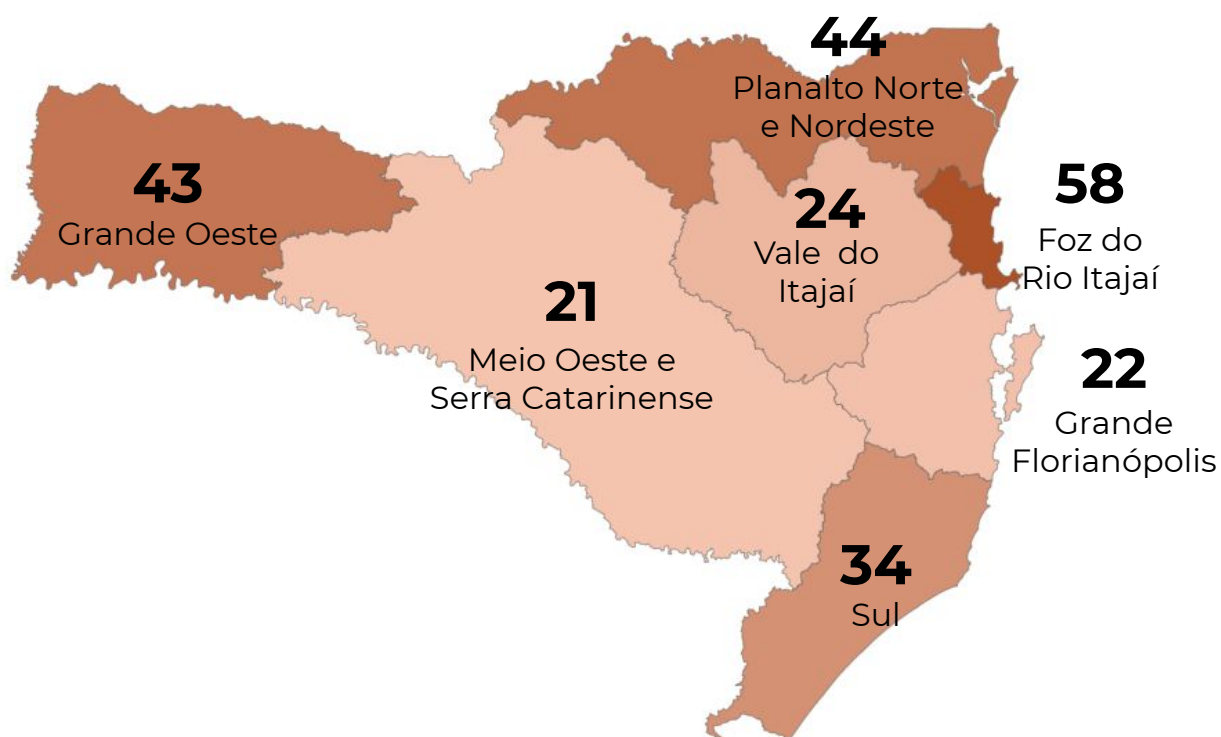 44
Planalto Norte
e Nordeste
43
Grande Oeste
58
Foz do
Rio Itajaí
24
Vale do
Itajaí
21
Meio Oeste e
Serra Catarinense
22
Grande
Florianópolis
34
Sul